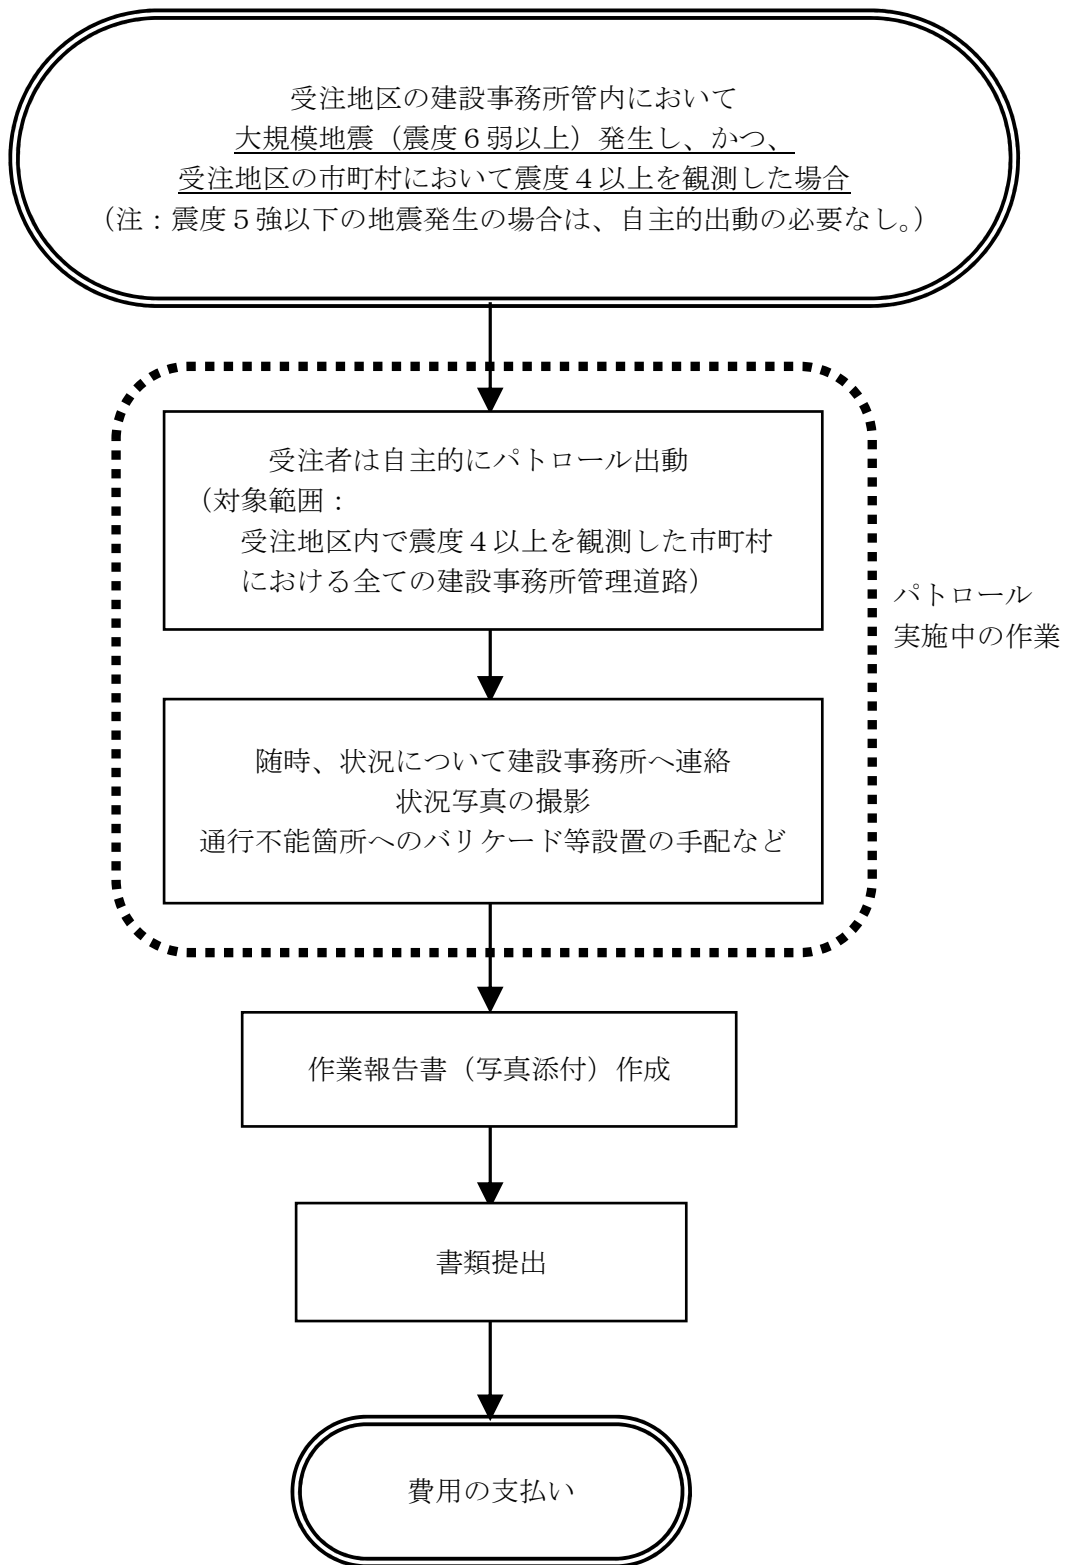 受注地区の建設事務所管内において
大規模地震（震度６弱以上）発生し、かつ、
受注地区の市町村において震度４以上を観測した場合
（注：震度５強以下の地震発生の場合は、自主的出動の必要なし。）
受注者は自主的にパトロール出動
（対象範囲：
受注地区内で震度４以上を観測した市町村
における全ての建設事務所管理道路）
パトロール
実施中の作業
随時、状況について建設事務所へ連絡
状況写真の撮影
通行不能箇所へのバリケード等設置の手配など
作業報告書（写真添付）作成
書類提出
費用の支払い